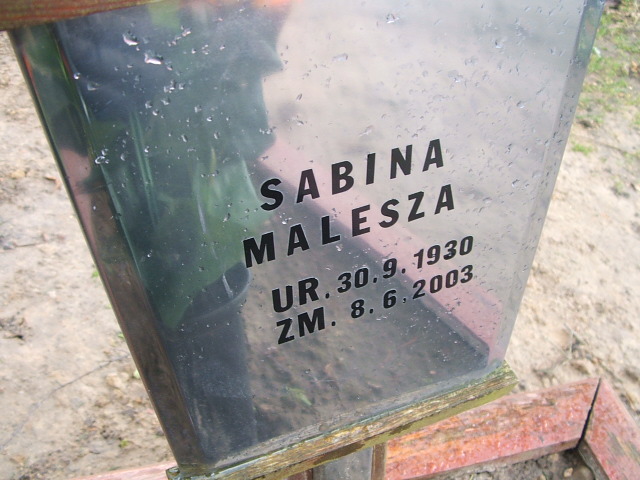 SABINA
MALESZA
UR. 30.9.1930
ZM. 8.6.2003